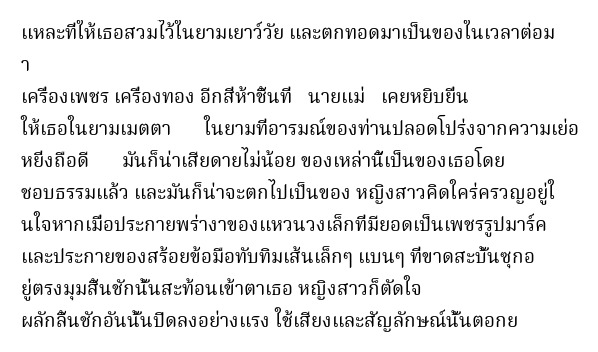 แหละที่ให้เธอสวมไว้ในยามเยาว์วัย และตกทอดมาเป็นของในเวลาต่อม
า
เครื่องเพชร เครื่องทอง อีกสี่ห้าชิ้นที่ นายแม่ เคยหยิบยื่น
ให้เธอในยามเมตตา ในยามที่อารมณ์ของท่านปลอดโปร่งจากความเย่อ
หยิ่งถือดี มันก็น่าเสียดายไม่น้อย ของเหล่านี้เป็นของเธอโดย
ชอบธรรมแล้ว และมันก็น่าจะตกไปเป็นของ หญิงสาวคิดใคร่ครวญอยู่ใ
นใจหากเมื่อประกายพร่างาของแหวนวงเล็กที่มียอดเป็นเพชรรูปมาร์ค
และประกายของสร้อยข้อมือทับทิมเส้นเล็กๆ แบนๆ ที่ขาดสะบั้นซุกอ
ยู่ตรงมุมลิ้นชักนั้นสะท้อนเข้าตาเธอ หญิงสาวก็ตัดใจ
ผลักลิ้นชักอันนั้นปิดลงอย่างแรง ใช้เสียงและสัญลักษณ์นั้นตอกย